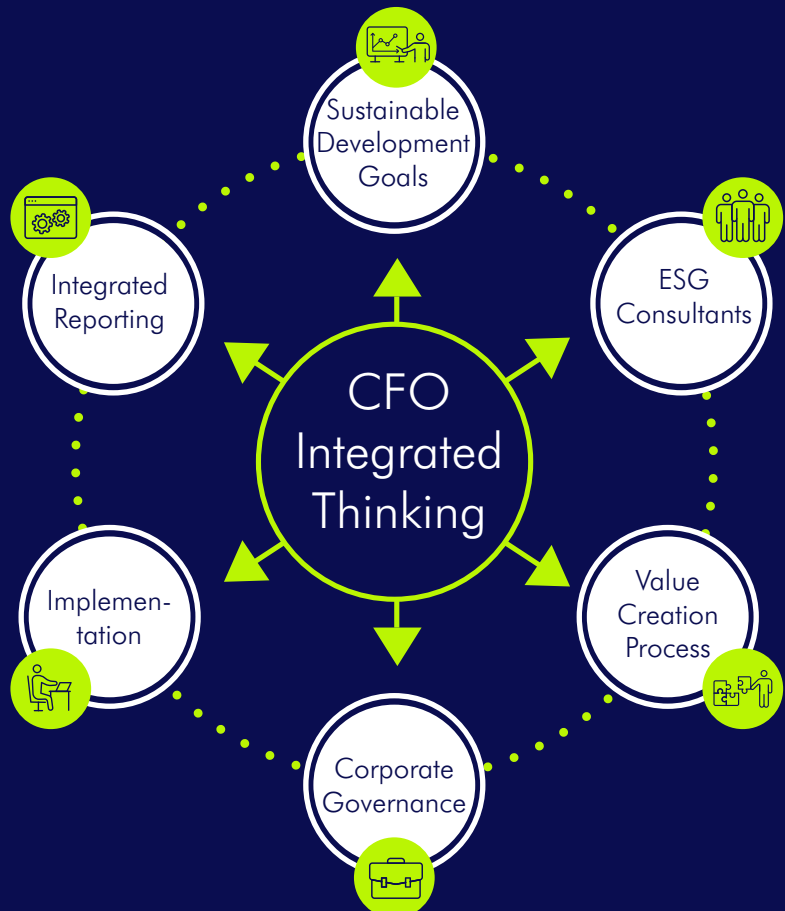 Sustainable
Development
Goals
Integrated
Reporting
ESG
Consultants
CFO
Integrated
Thinking
Implemen-
tation
Value
Creation
Process
Corporate
Governance